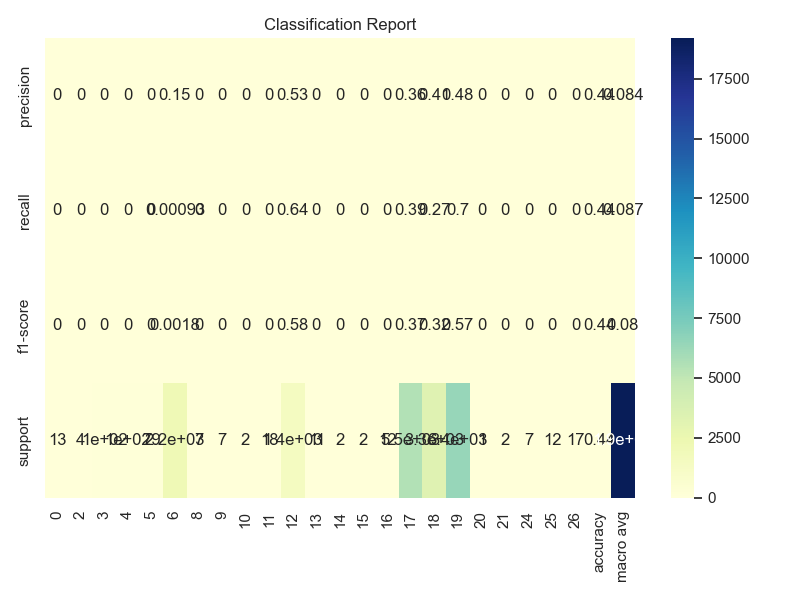 Classification Report
precision 0 0 0 0 0 0.15 0 0 0 0 0.53 0 0 0 0 0.36 0.41 0.48 0 0 0 0 0 0.44 0.084
recall 0 0 0 0 0 0.00093 0 0 0 0 0.64 0 0 0 0 0.39 0.27 0.7 0 0 0 0 0 0.44 0.087
f1-score 0 0 0 0 0 0.0018 0 0 0 0 0.58 0 0 0 0 0.37 0.32 0.57 0 0 0 0 0 0.44 0.08
support 13 4 7 2 2 2 2 7 12 17 0.44
0 2 3 4 5 6 8 9 10 11 12 13 14 15 16 17 18 19 20 21 24 25 26 accuracy macro avg
17500
15000
12500
10000
7500
5000
2500
0